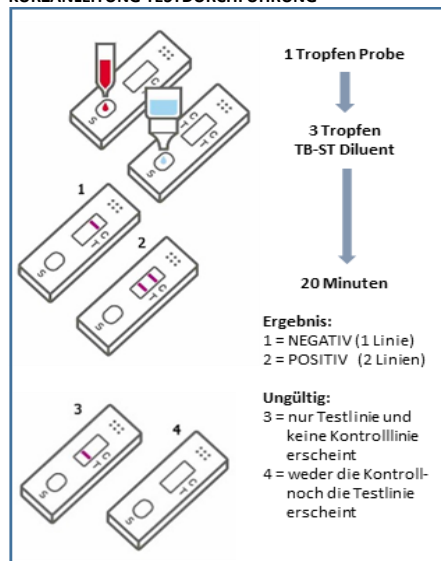 KURZANLEITUNG TESTDURCHFÜHRUNG
1 Tropfen Probe
3 Tropfen
TB-ST Diluent
20 Minuten
Ergebnis:
1 = NEGATIV (1 Linie)
2 = POSITIV (2 Linien)
Ungültig:
3 = nur Testlinie und
keine Kontrolllinie
erscheint
4 = weder die Kontroll-
noch die Testlinie
erscheint
S
C
T
S
C
T
1
S
C
T
2
S
C
T
3
S
C
T
4
S
C
T